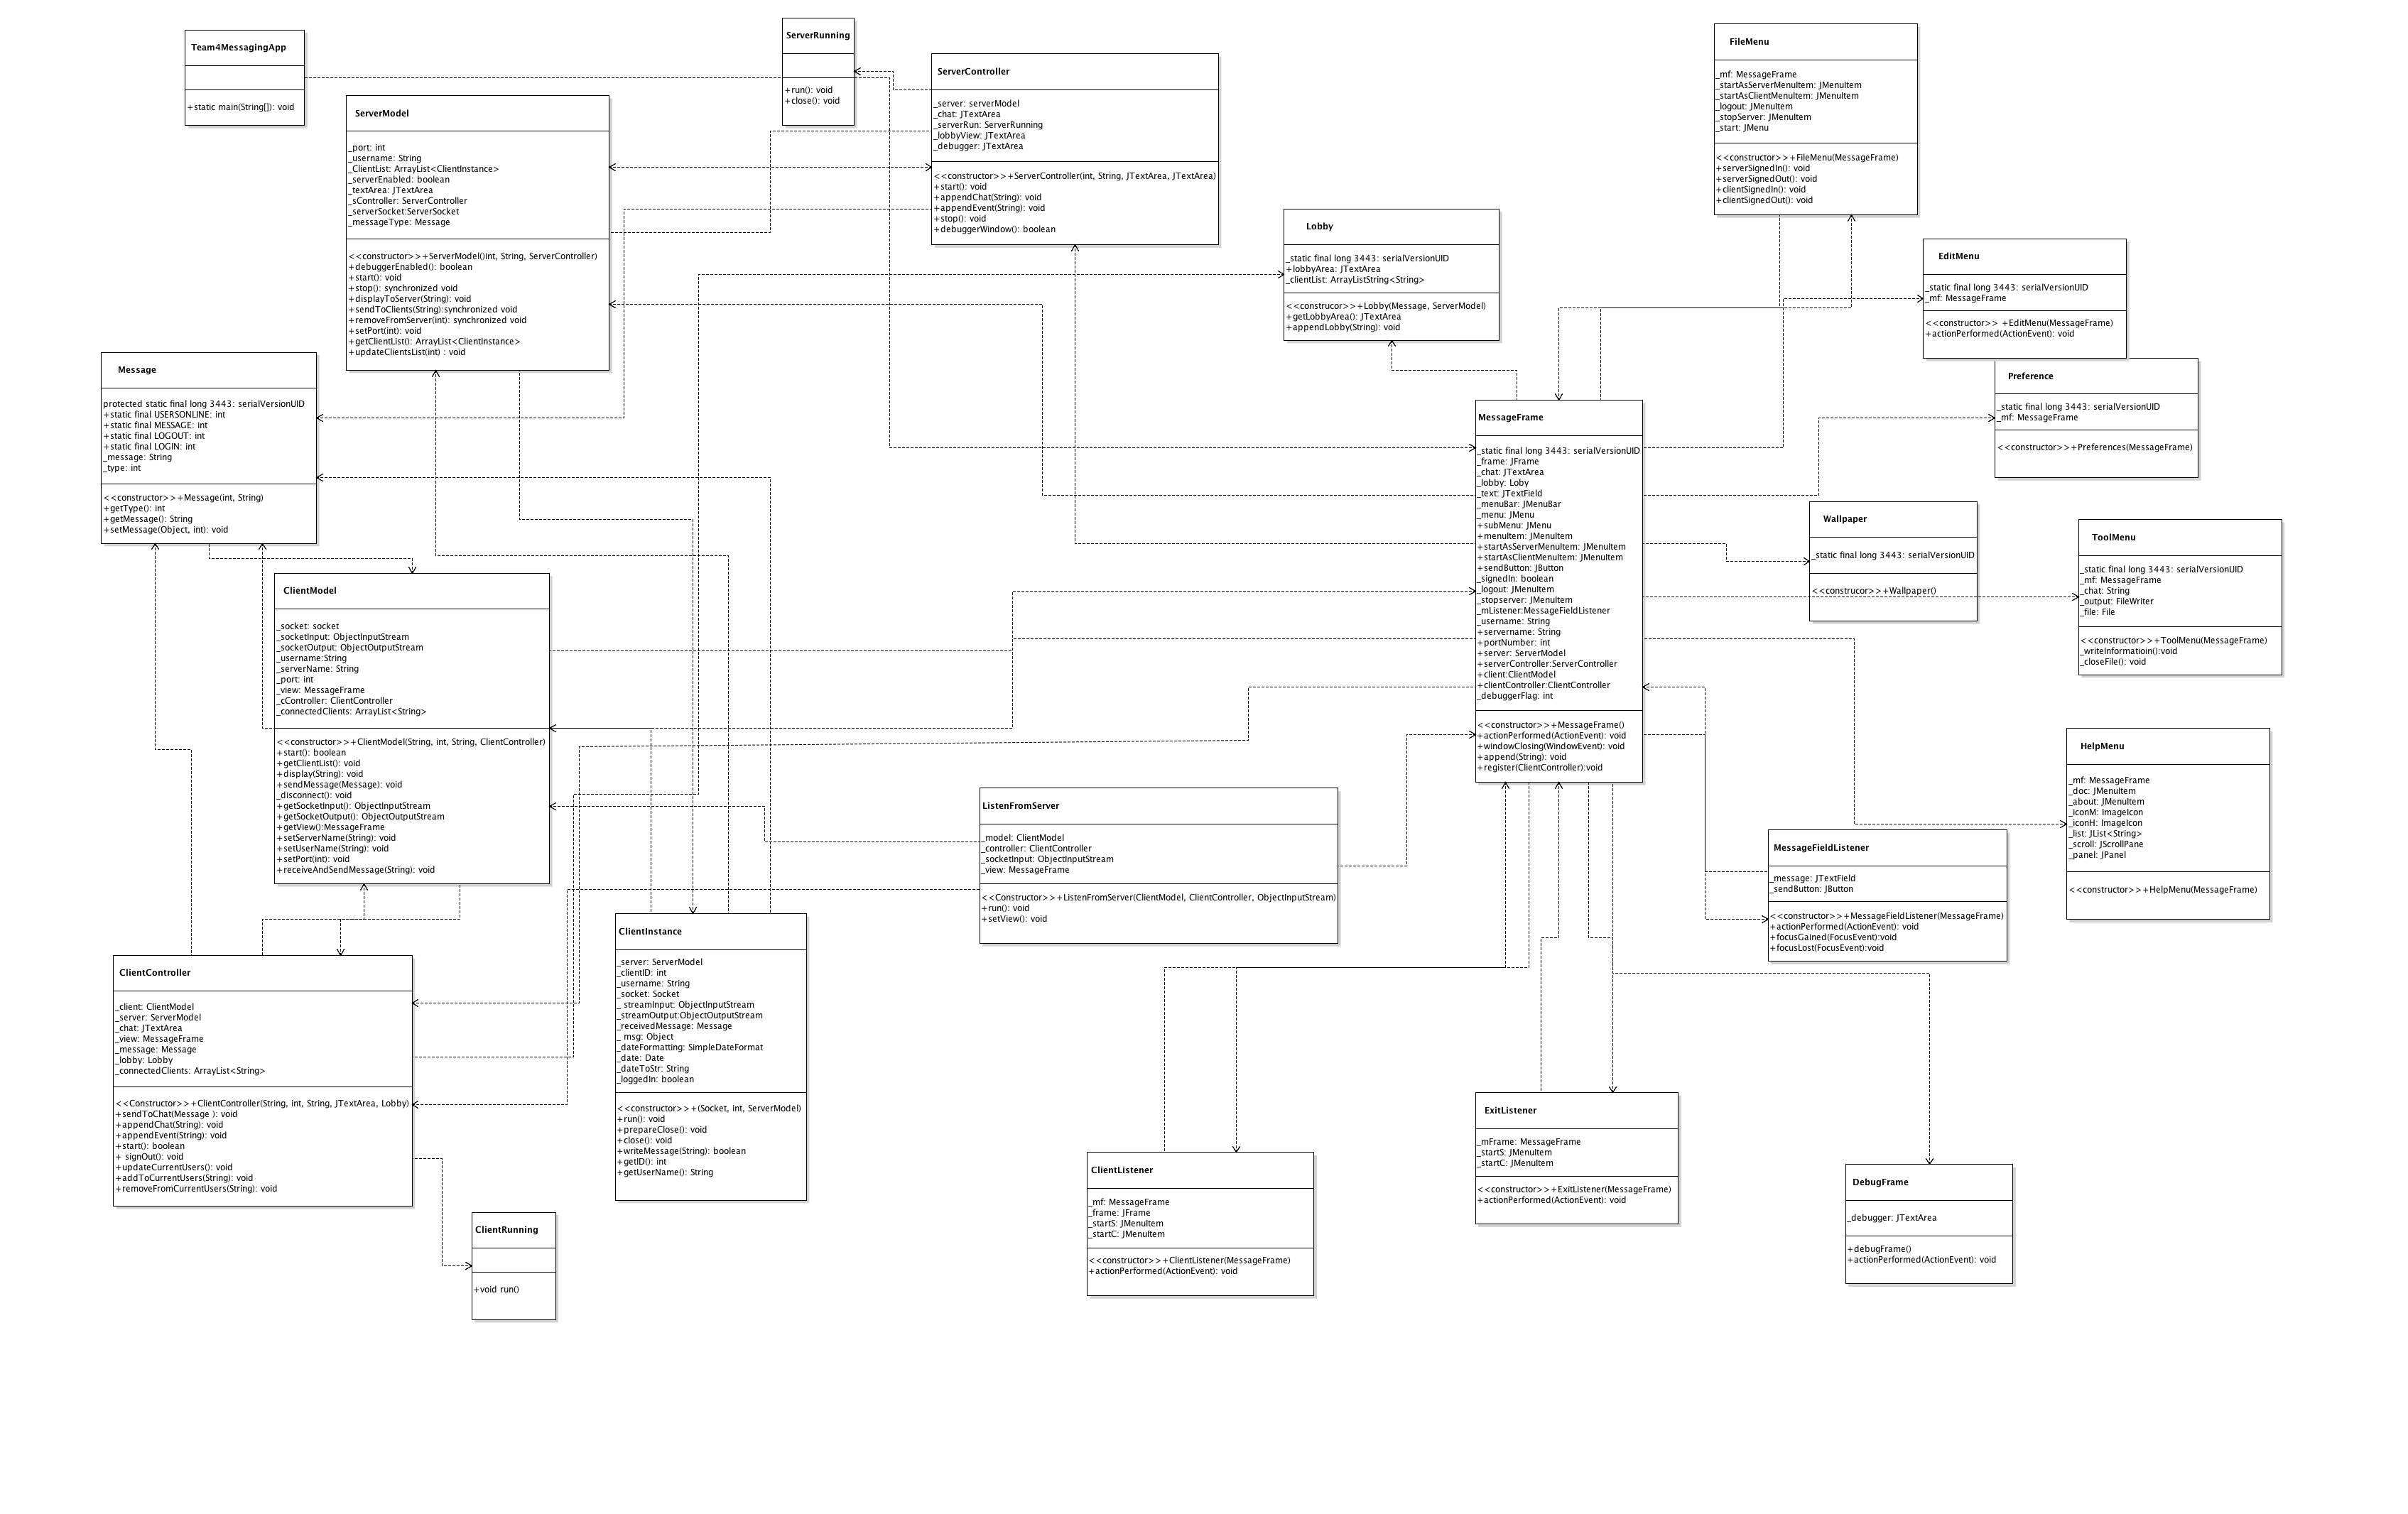 Team4MessagingApp
+static main(String[]): void
ServerRunning
+run(): void
+close(): void
ServerController
_server: serverModel
_chat: JTextArea
_serverRun: ServerRunning
_lobbyView: JTextArea
_debugger: JTextArea
<<constructor>>+ServerController(int, String, JTextArea, JTextArea)
+start(): void
+appendChat(String): void
+appendEvent(String): void
+stop(): void
+debuggerWindow(): boolean
FileMenu
_mf: MessageFrame
_startAsServerMenuItem: JMenuItem
_startAsClientMenuItem: JMenuItem
_logout: JMenuItem
_stopServer: JMenuItem
_start: JMenu
<<constructor>>+FileMenu(MessageFrame)
+serverSignedIn(): void
+serverSignedOut(): void
+clientSignedIn(): void
+clientSignedOut(): void
ServerModel
_port: int
_username: String
_ClientList: ArrayList<ClientInstance>
_serverEnabled: boolean
_textArea: JTextArea
_sController: ServerController
_serverSocket:ServerSocket
_messageType: Message
<<constructor>>+ServerModel()int, String, ServerController)
+debuggerEnabled(): boolean
+start(): void
+stop(): synchronized void
+displayToServer(String): void
+sendToClients(String):synchronized void
+removeFromServer(int): synchronized void
+setPort(int): void
+getClientList(): ArrayList<ClientInstance>
+updateClientsList(int) : void
Lobby
_static final long 3443: serialVersionUID
+lobbyArea: JTextArea
_clientList: ArrayListString<String>
<<construcor>>+Lobby(Message, ServerModel)
+getLobbyArea(): JTextArea
+appendLobby(String): void
EditMenu
_static final long 3443: serialVersionUID
_mf: MessageFrame
<<constructor>> +EditMenu(MessageFrame)
+actionPerformed(ActionEvent): void
Preference
_static final long 3443: serialVersionUID
_mf: MessageFrame
<<constructor>>+Preferences(MessageFrame)
Message
protected static final long 3443: serialVersionUID
+static final USERSONLINE: int
+static final MESSAGE: int
+static final LOGOUT: int
+static final LOGIN: int
_message: String
_type: int
<<constructor>>+Message(int, String)
+getType(): int
+getMessage(): String
+setMessage(Object, int): void
MessageFrame
_static final long 3443: serialVersionUID
_frame: JFrame
_chat: JTextArea
_lobby: Loby
_text: JTextField
_menuBar: JMenuBar
_menu: JMenu
+subMenu: JMenu
+menuItem: JMenuItem
+startAsServerMenuItem: JMenuItem
+startAsClientMenuItem: JMenuItem
+sendButton: JButton
_signedIn: boolean
_logout: JMenuItem
_stopserver: JMenuItem
_mListener:MessageFieldListener
_username: String
+servername: String
+portNumber: int
+server: ServerModel
+serverController:ServerController
+client:ClientModel
+clientController:ClientController
_debuggerFlag: int
<<constructor>>+MessageFrame()
+actionPerformed(ActionEvent): void
+windowClosing(WindowEvent): void
+append(String): void
+register(ClientController):void
Wallpaper
_static final long 3443: serialVersionUID
<<construcor>>+Wallpaper()
ToolMenu
_static final long 3443: serialVersionUID
_mf: MessageFrame
_chat: String
_output: FileWriter
_file: File
<<constructor>>+ToolMenu(MessageFrame)
_writeInformatioin():void
_closeFile(): void
ClientModel
_socket: socket
_socketInput: ObjectInputStream
_socketOutput: ObjectOutputStream
_username:String
_serverName: String
_port: int
_view: MessageFrame
_cController: ClientController
_connectedClients: ArrayList<String>
<<constructor>>+ClientModel(String, int, String, ClientController)
+start(): boolean
+getClientList(): void
+display(String): void
+sendMessage(Message): void
_disconnect(): void
+getSocketInput(): ObjectInputStream
+getSocketOutput(): ObjectOutputStream
+getView():MessageFrame
+setServerName(String): void
+setUserName(String): void
+setPort(int): void
+receiveAndSendMessage(String): void
HelpMenu
_mf: MessageFrame
_doc: JMenuItem
_about: JMenuItem
_iconM: ImageIcon
_iconH: ImageIcon
_list: JList<String>
_scroll: JScrollPane
_panel: JPanel
<<constructor>>+HelpMenu(MessageFrame)
ListenFromServer
_model: ClientModel
_controller: ClientController
_socketInput: ObjectInputStream
_view: MessageFrame
<<Constructor>>+ListenFromServer(ClientModel, ClientController, ObjectInputStream)
+run(): void
+setView(): void
MessageFieldListener
_message: JTextField
_sendButton: JButton
<<constructor>>+MessageFieldListener(MessageFrame)
+actionPerformed(ActionEvent): void
+focusGained(FocusEvent):void
+focusLost(FocusEvent):void
ClientInstance
_server: ServerModel
_clientID: int
_username: String
_socket: Socket
_ streamInput: ObjectInputStream
_streamOutput:ObjectOutputStream
_receivedMessage: Message
_ msg: Object
_dateFormatting: SimpleDateFormat
_date: Date
_dateToStr: String
_loggedIn: boolean
<<constructor>>+(Socket, int, ServerModel)
+run(): void
+prepareClose(): void
+close(): void
+writeMessage(String): boolean
+getID(): int
+getUserName(): String
ClientController
_client: ClientModel
_server: ServerModel
_chat: JTextArea
_view: MessageFrame
_message: Message
_lobby: Lobby
_connectedClients: ArrayList<String>
<<Constructor>>+ClientController(String, int, String, JTextArea, Lobby)
+sendToChat(Message ): void
+appendChat(String): void
+appendEvent(String): void
+start(): boolean
+ signOut(): void
+updateCurrentUsers(): void
+addToCurrentUsers(String): void
+removeFromCurrentUsers(String): void
ClientRunning
+void run()
ClientListener
_mf: MessageFrame
_frame: JFrame
_startS: JMenuItem
_startC: JMenuItem
<<constructor>>+ClientListener(MessageFrame)
+actionPerformed(ActionEvent): void
ExitListener
_mFrame: MessageFrame
_startS: JMenuItem
_startC: JMenuItem
<<constructor>>+ExitListener(MessageFrame)
+actionPerformed(ActionEvent): void
DebugFrame
_debugger: JTextArea
+debugFrame()
+actionPerformed(ActionEvent): void